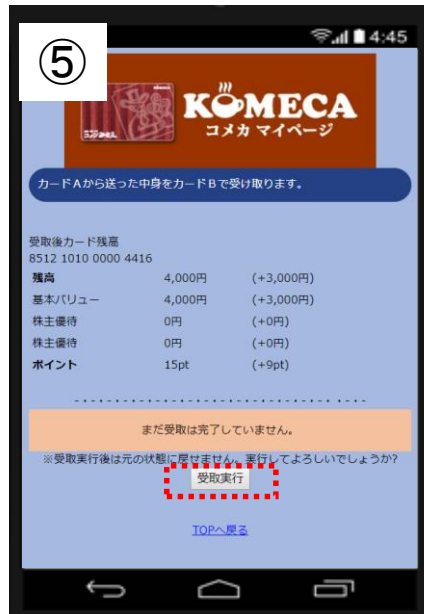 ⑤
4:45
KOMECA
コメカ マイページ
カードAから送った中身をカードBで受け取ります。
受取後カード残高
8512 1010 0000 4416
残高 4,000円 (+3,000円)
基本バリュー 4,000円 (+3,000円)
株主優待 0円 (+0円)
株主優待 0円 (+0円)
ポイント 15pt (+9pt)
まだ受取は完了していません。
※受取実行後は元の状態に戻せません。実行してよろしいでしょうか?
受取実行
TOPへ戻る